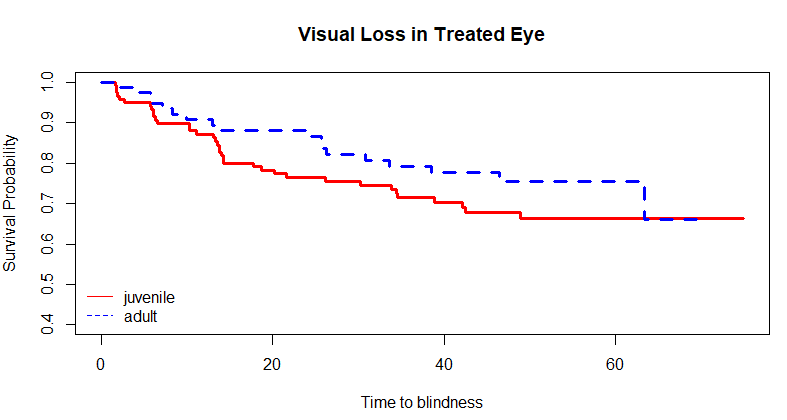 Visual Loss in Treated Eye
Survival Probability
1.0
0.9
0.8
0.7
0.6
0.5
0.4
juvenile
adult
0
20
40
60
Time to blindness